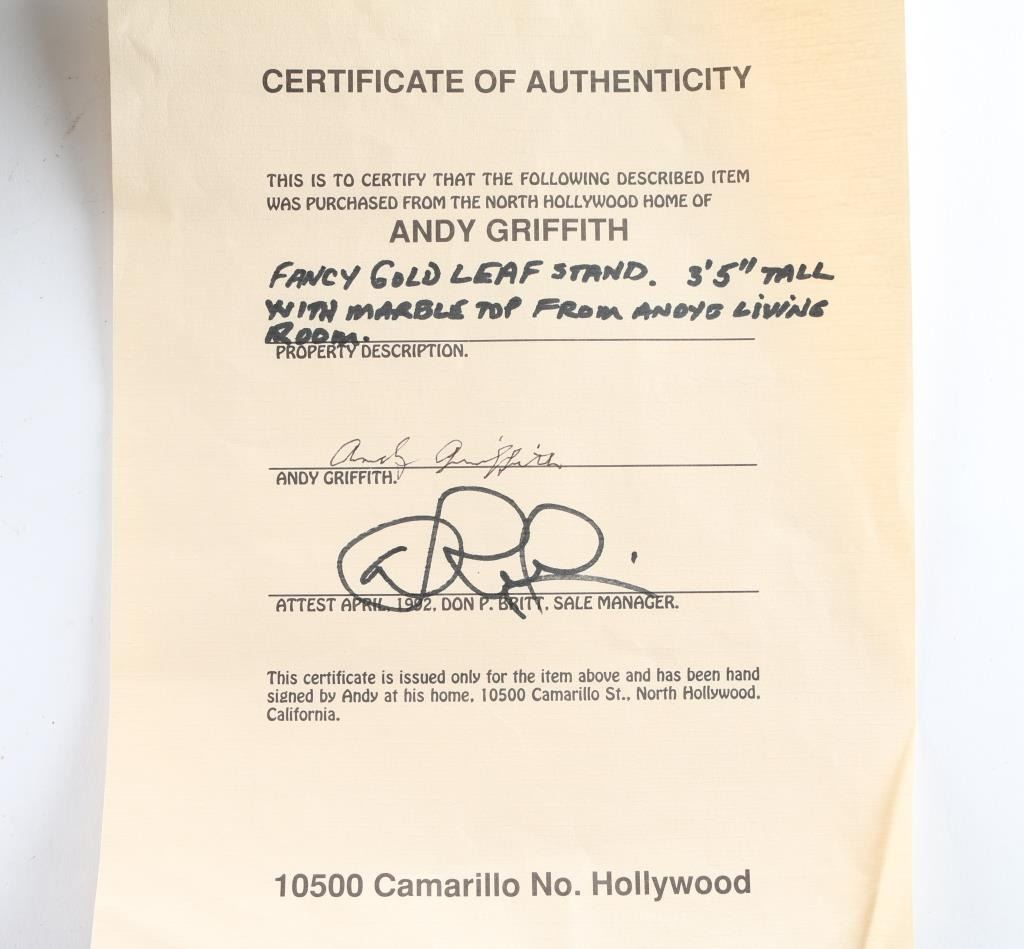 CERTIFICATE OF AUTHENTICITY
THIS IS TO CERTIFY THAT THE FOLLOWING DESCRIBED ITEM
WAS PURCHASED FROM THE NORTH HOLLYWOOD HOME OF
ANDY GRIFFITH
FANCY GOLD LEAF STAND. 3'5" TALL
WITH MARBLE TOP FROM ANDYS LIVING
ROOM.
PROPERTY DESCRIPTION.
Andy Griffith
ANDY GRIFFITH.
ATTEST APRIL, 1992, DON P. BRITT, SALE MANAGER.
This certificate is issued only for the item above and has been hand
signed by Andy at his home, 10500 Camarillo St., North Hollywood,
California.
10500 Camarillo No. Hollywood